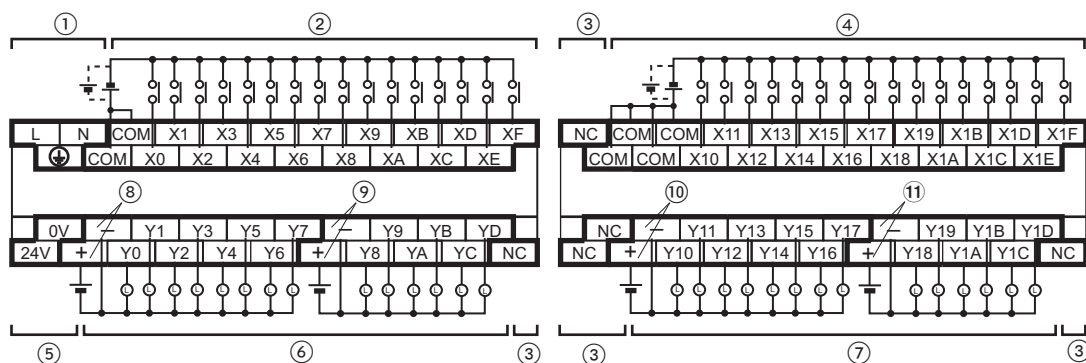 ① ② ③ ④
L N COM X1 X3 X5 X7 X9 XB XD XF NC COM COM X11 X13 X15 X17 X19 X1B X1D X1F
COM X0 X2 X4 X6 X8 XA XC XE COM COM X10 X12 X14 X16 X18 X1A X1C X1E
⑧ ⑨ ⑩ ⑪
0V − Y1 Y3 Y5 Y7 − Y9 YB YD NC − Y11 Y13 Y15 Y17 − Y19 Y1B Y1D
24V + Y0 Y2 Y4 Y6 + Y8 YA YC NC NC + Y10 Y12 Y14 Y16 + Y18 Y1A Y1C NC
L L L L L L L L L L L L L L L L L L L L L L L L L L L L
⑤ ⑥ ③ ③ ⑦ ③